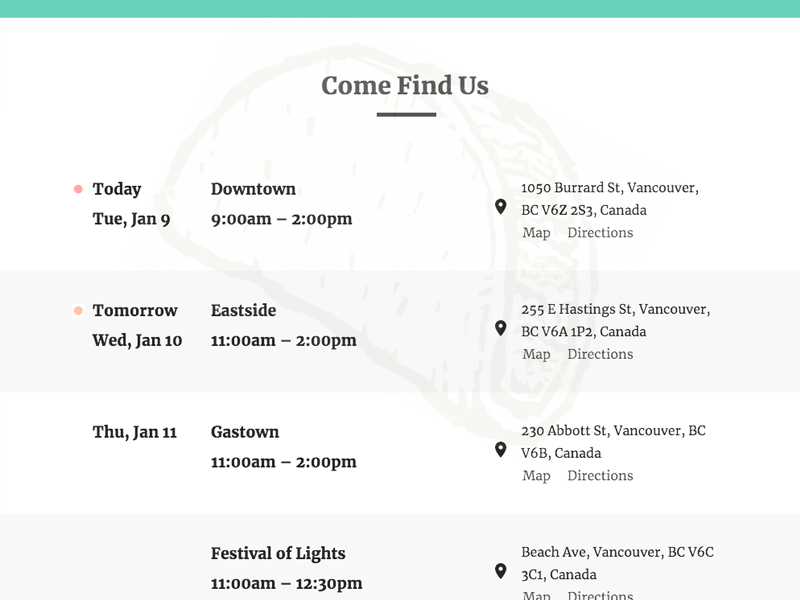 Come Find Us
Today
Downtown
1050 Burrard St, Vancouver,
Tue, Jan 9
9:00am – 2:00pm
BC V6Z 2S3, Canada
Map Directions
Tomorrow
Eastside
255 E Hastings St, Vancouver,
Wed, Jan 10
11:00am – 2:00pm
BC V6A 1P2, Canada
Map Directions
Thu, Jan 11
Gastown
230 Abbott St, Vancouver, BC
11:00am – 2:00pm
V6B, Canada
Map Directions
Festival of Lights
Beach Ave, Vancouver, BC V6C
11:00am – 12:30pm
3C1, Canada
Map Directions